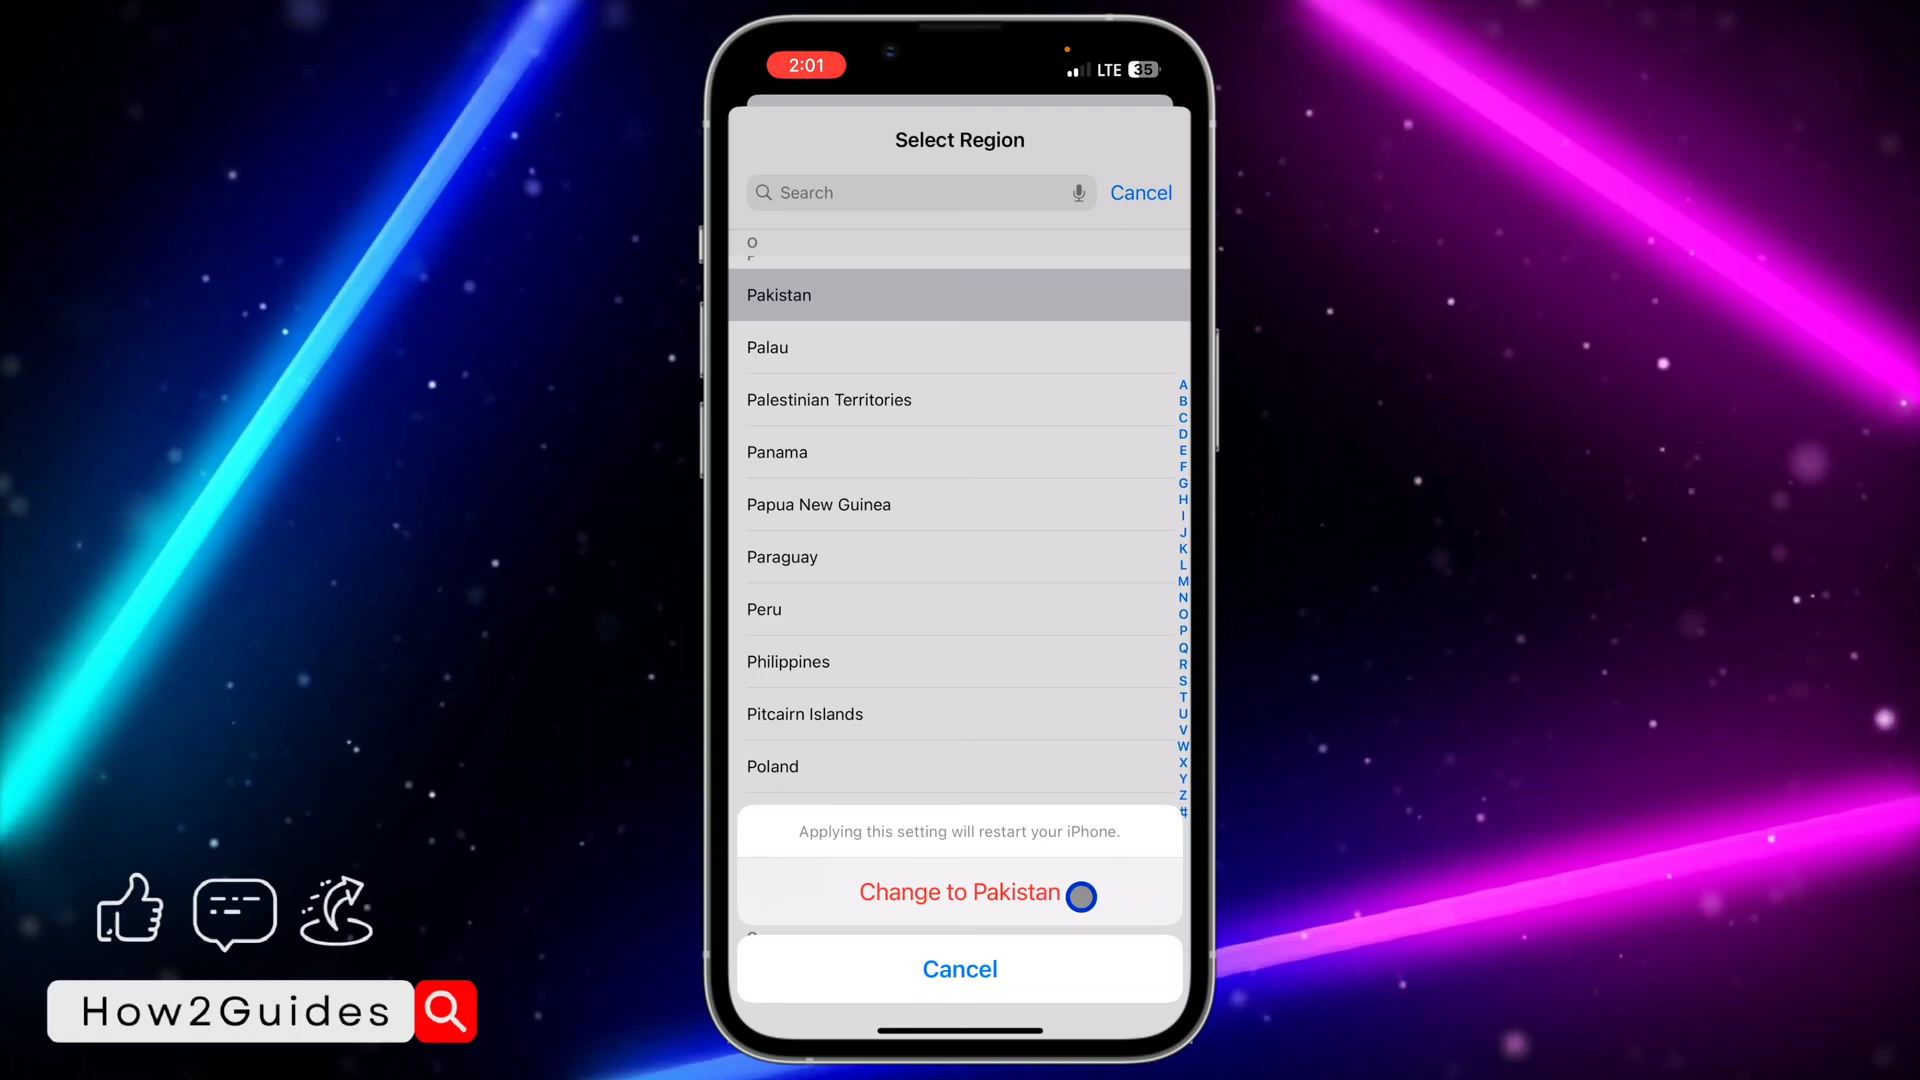 2:01
LTE 35
Select Region
Search
Cancel
O
Pakistan
Palau
Palestinian Territories
Panama
Papua New Guinea
Paraguay
Peru
Philippines
Pitcairn Islands
Poland
A
B
C
D
E
F
G
H
I
J
K
L
M
N
O
P
Q
R
S
T
U
V
W
X
Y
Z
#
Applying this setting will restart your iPhone.
Change to Pakistan
Cancel
How2Guides